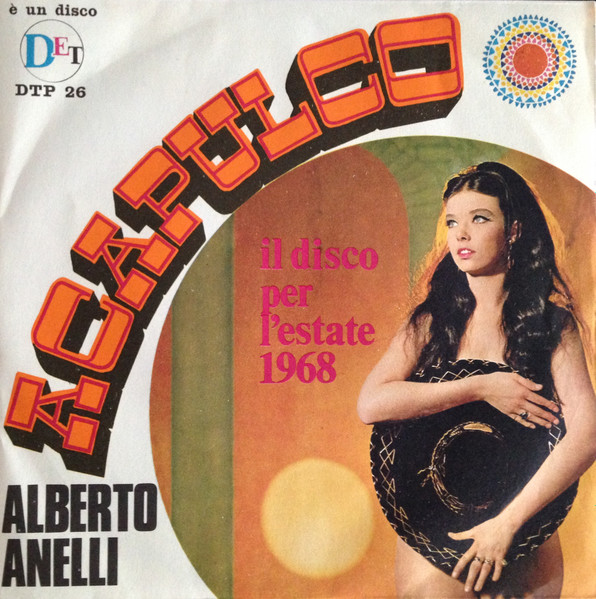 è un disco
DET
DTP 26
ACAPULCO
il disco
per
l'estate
1968
ALBERTO
ANELLI